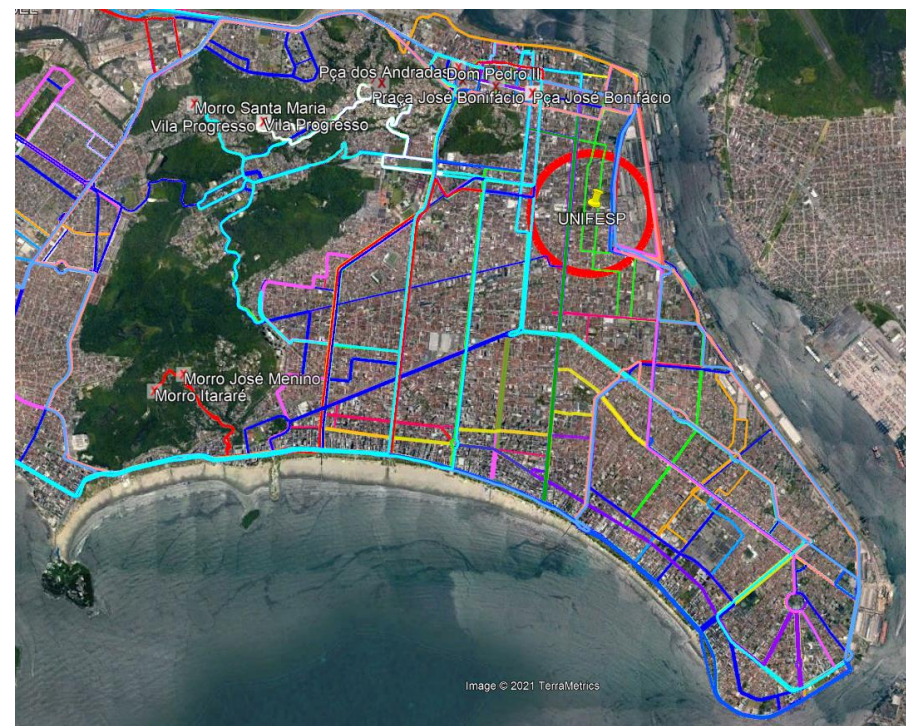 Pça dos Andradas
Dom Pedro II
Praça José Bonifácio
Pça José Bonifácio
Morro Santa Maria
Vila Progresso
Vila Progresso
UNIFESP
Morro José Menino
Morro Itararé
Image © 2021 TerraMetrics